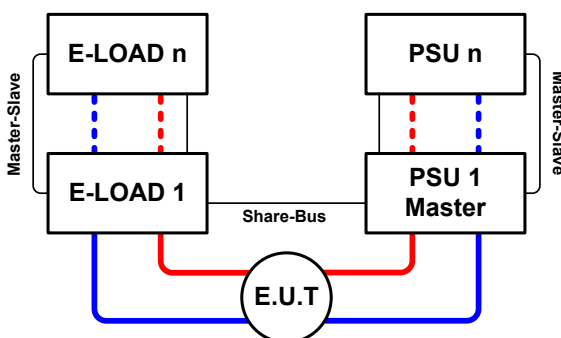 E-LOAD n
PSU n
Master-Slave
Master-Slave
E-LOAD 1
PSU 1
Master
Share-Bus
E.U.T